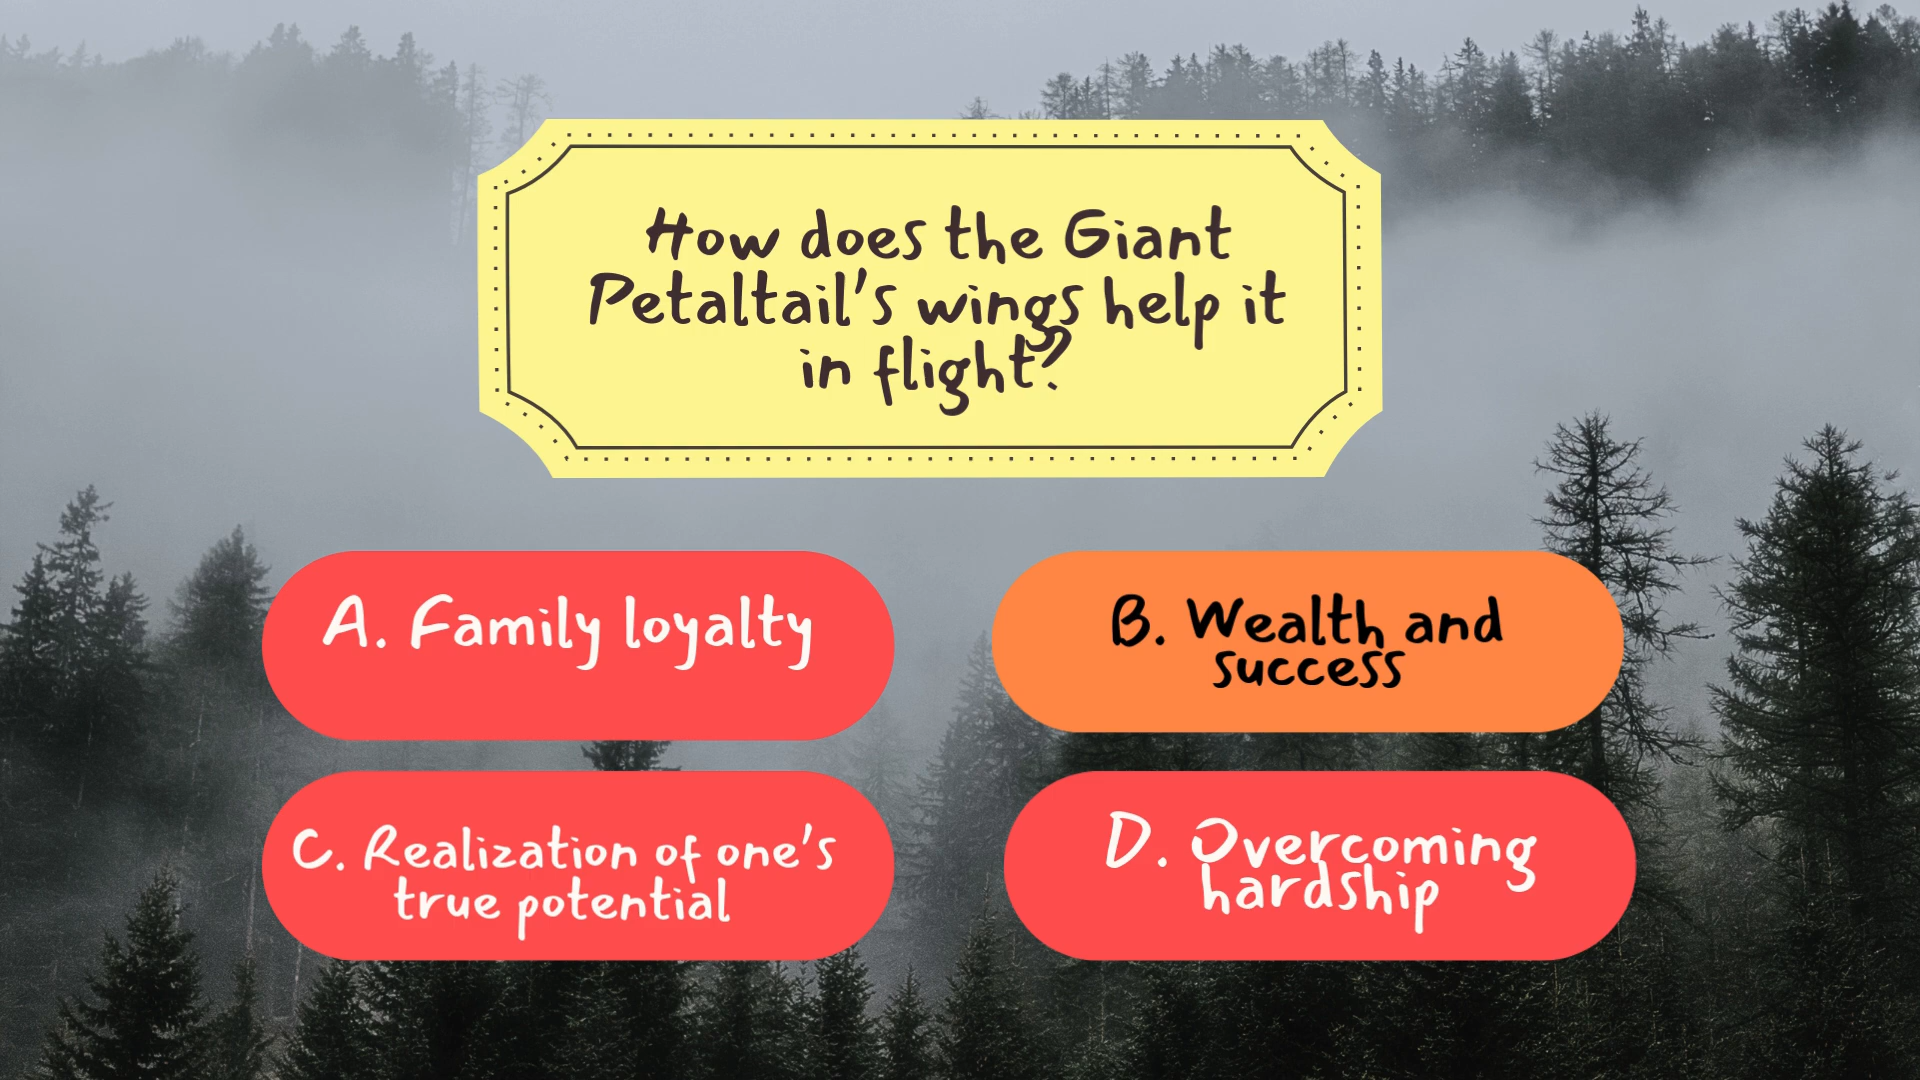 How does the Giant
Petaltail's wings help it
in flight?
A. Family loyalty
B. Wealth and
success
C. Realization of one's
true potential
D. Overcoming
hardship